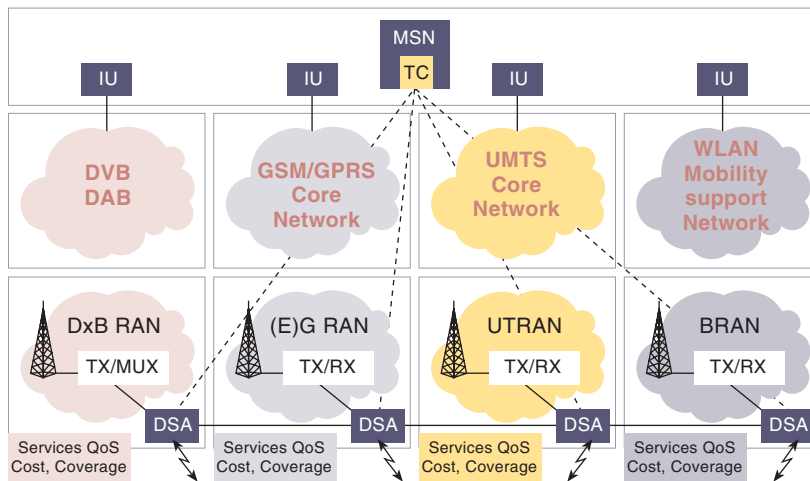 MSN
TC
IU
IU
IU
IU
DVB
DAB
GSM/GPRS
Core
Network
UMTS
Core
Network
WLAN
Mobility
support
Network
DxB RAN
TX/MUX
DSA
Services QoS
Cost, Coverage
(E)G RAN
TX/RX
DSA
Services QoS
Cost, Coverage
UTRAN
TX/RX
DSA
Services QoS
Cost, Coverage
BRAN
TX/RX
DSA
Services QoS
Cost, Coverage